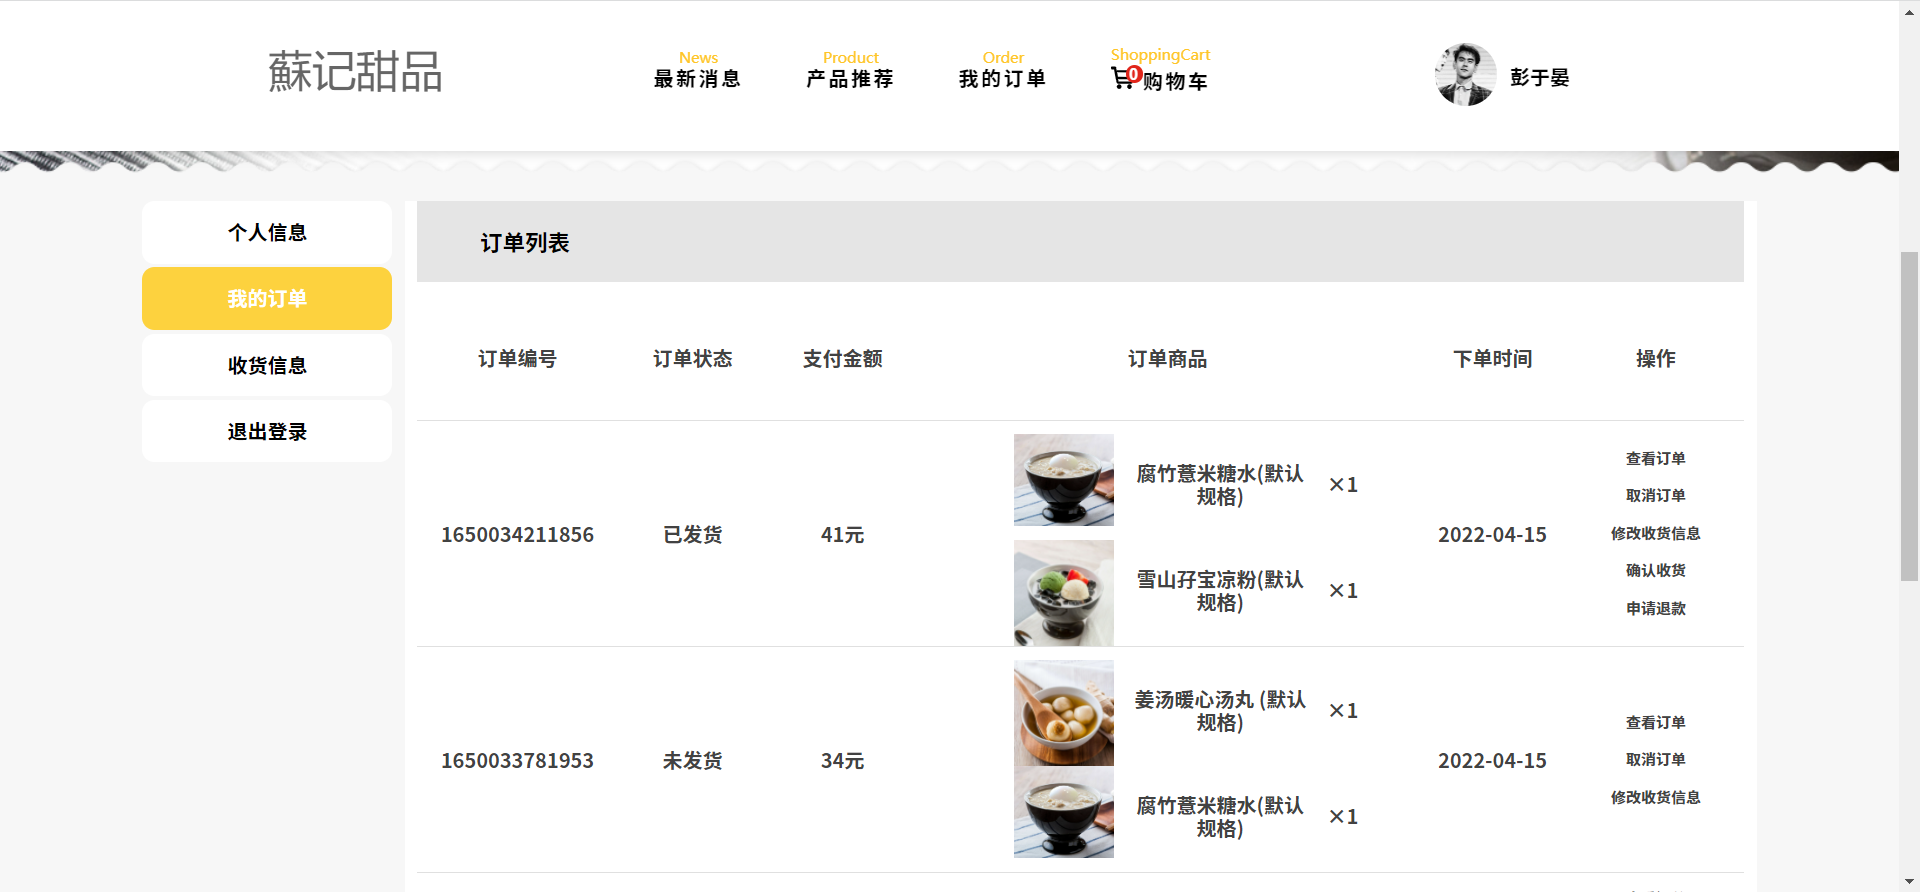 蘇记甜品
News
最新消息
Product
产品推荐
Order
我的订单
ShoppingCart
0
购物车
彭于晏
个人信息
我的订单
收货信息
退出登录
订单列表
订单编号 订单状态 支付金额 订单商品 下单时间 操作
1650034211856 已发货 41元
腐竹薏米糖水(默认
规格)
×1
雪山孖宝凉粉(默认
规格)
×1
2022-04-15
查看订单
取消订单
修改收货信息
确认收货
申请退款
1650033781953 未发货 34元
姜汤暖心汤丸 (默认
规格)
×1
腐竹薏米糖水(默认
规格)
×1
2022-04-15
查看订单
取消订单
修改收货信息